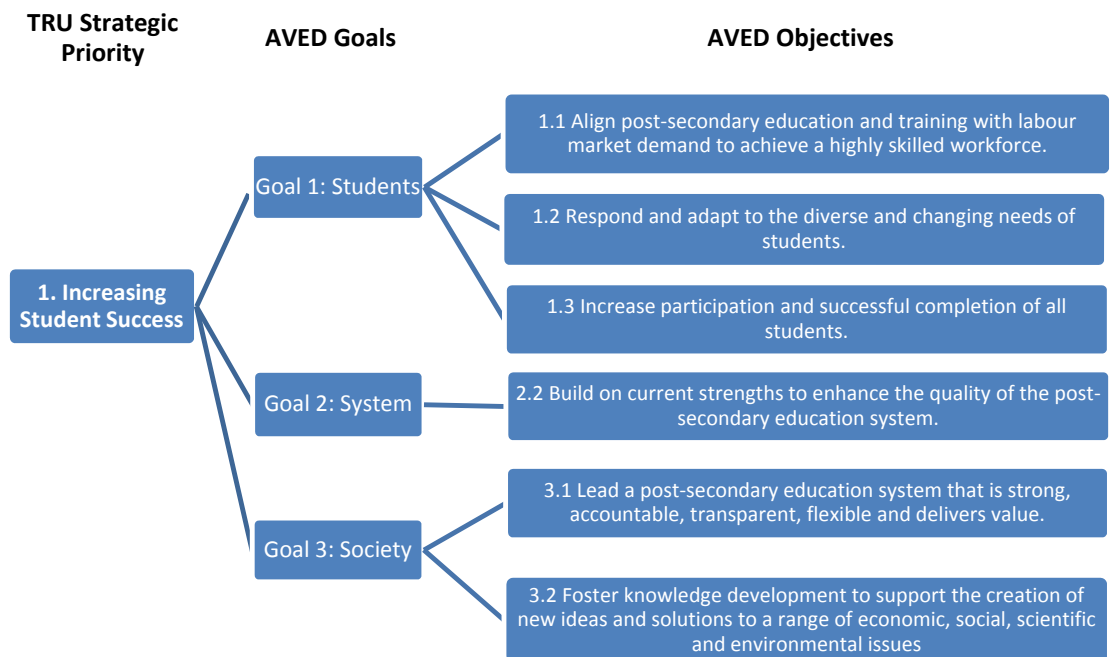 TRU Strategic
Priority
AVED Goals
AVED Objectives
1. Increasing
Student Success
Goal 1: Students
1.1 Align post-secondary education and training with labour
market demand to achieve a highly skilled workforce.
1.2 Respond and adapt to the diverse and changing needs of
students.
1.3 Increase participation and successful completion of all
students.
Goal 2: System
2.2 Build on current strengths to enhance the quality of the post-
secondary education system.
Goal 3: Society
3.1 Lead a post-secondary education system that is strong,
accountable, transparent, flexible and delivers value.
3.2 Foster knowledge development to support the creation of
new ideas and solutions to a range of economic, social, scientific
and environmental issues